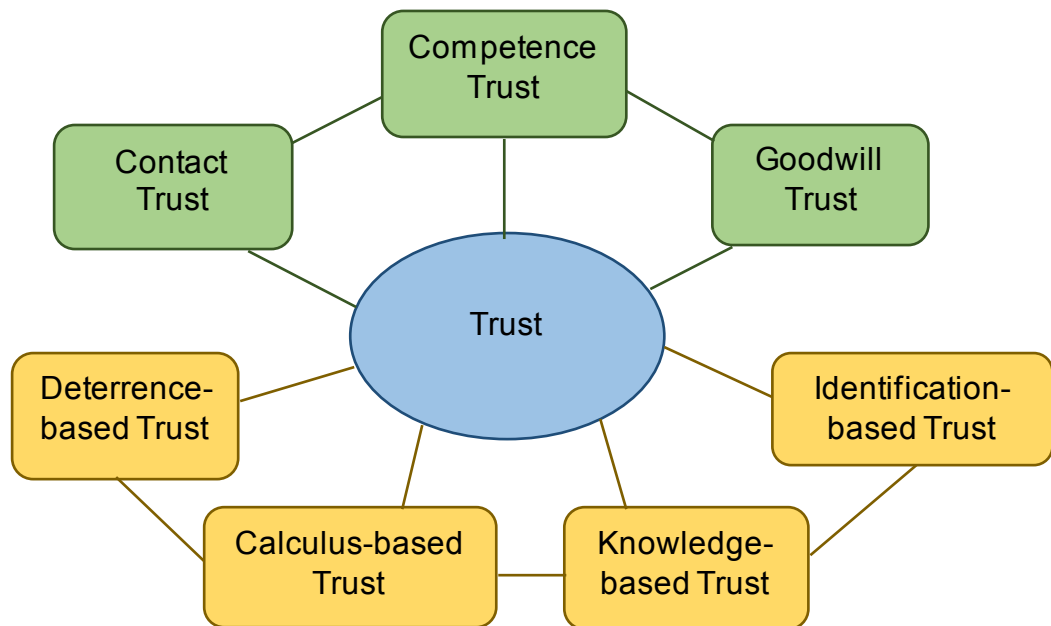 Competence
Trust
Contact
Trust
Goodwill
Trust
Trust
Deterrence-
based Trust
Identification-
based Trust
Calculus-based
Trust
Knowledge-
based Trust